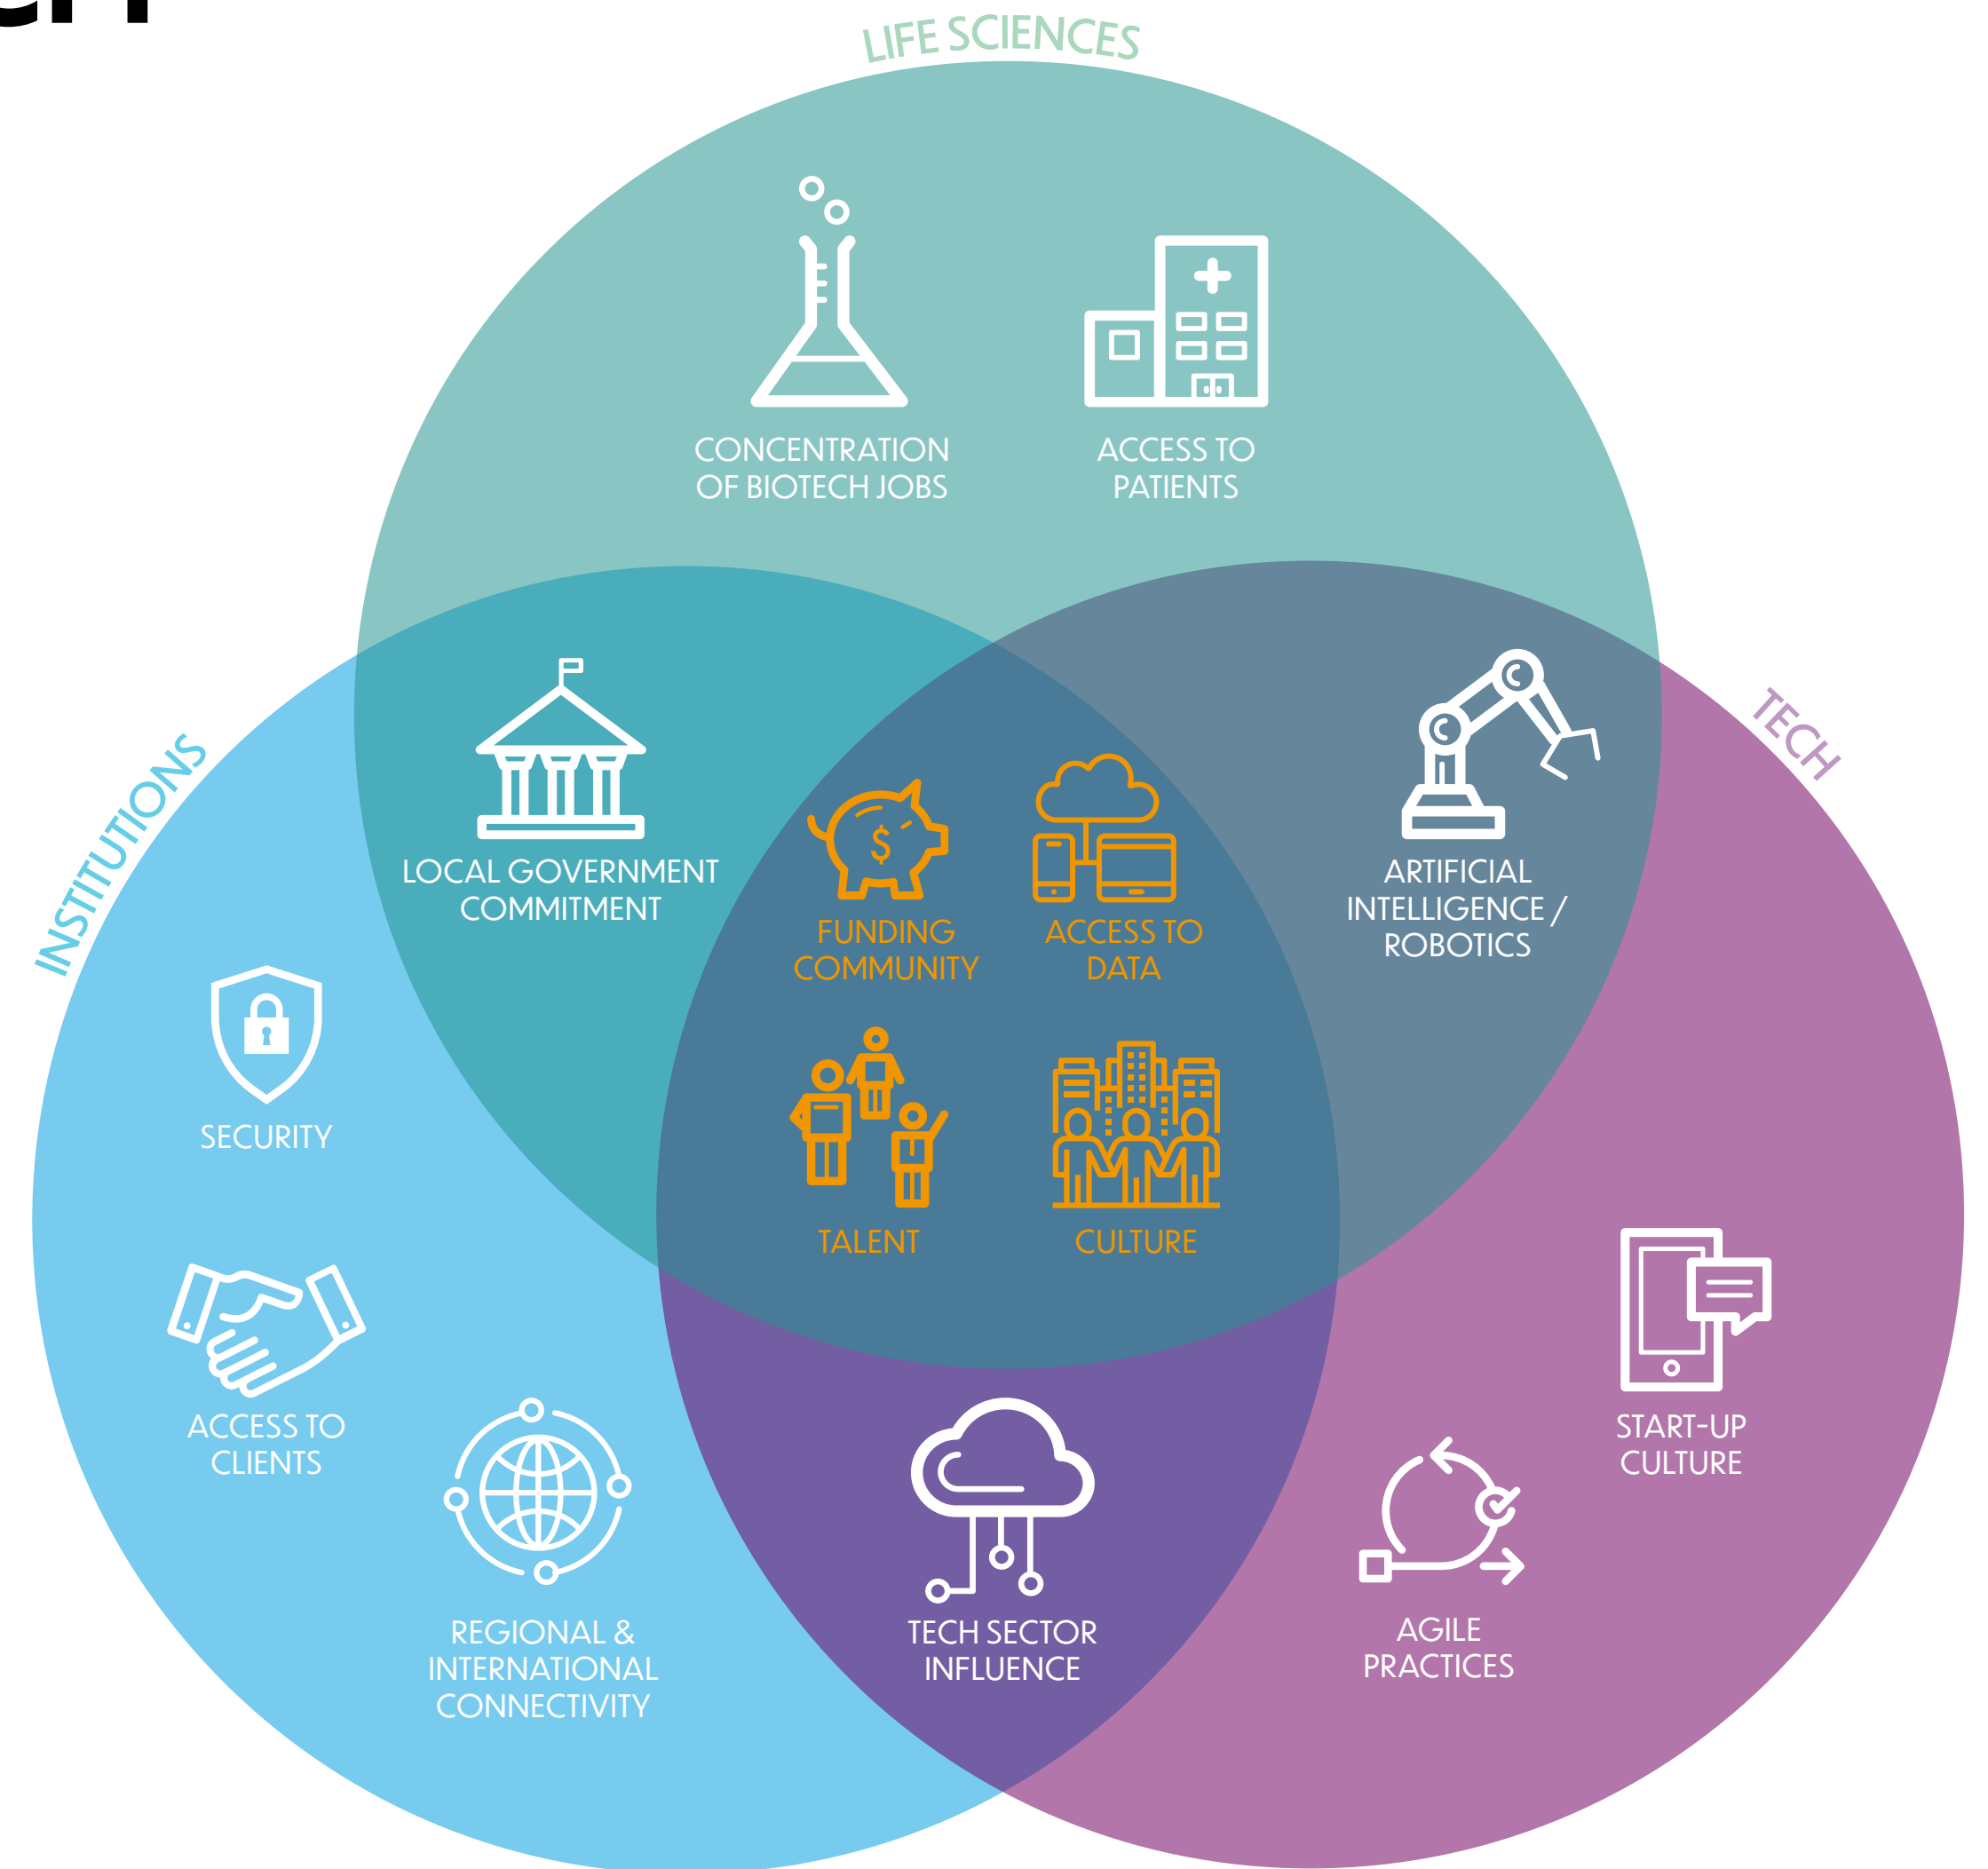 LIFE SCIENCES
CONCENTRATION
OF BIOTECH JOBS
ACCESS TO
PATIENTS
INSTITUTIONS
TECH
LOCAL GOVERNMENT
COMMITMENT
FUNDING
COMMUNITY
ACCESS TO
DATA
ARTIFICIAL
INTELLIGENCE /
ROBOTICS
SECURITY
TALENT
CULTURE
ACCESS TO
CLIENTS
START-UP
CULTURE
REGIONAL &
INTERNATIONAL
CONNECTIVITY
TECH SECTOR
INFLUENCE
AGILE
PRACTICES